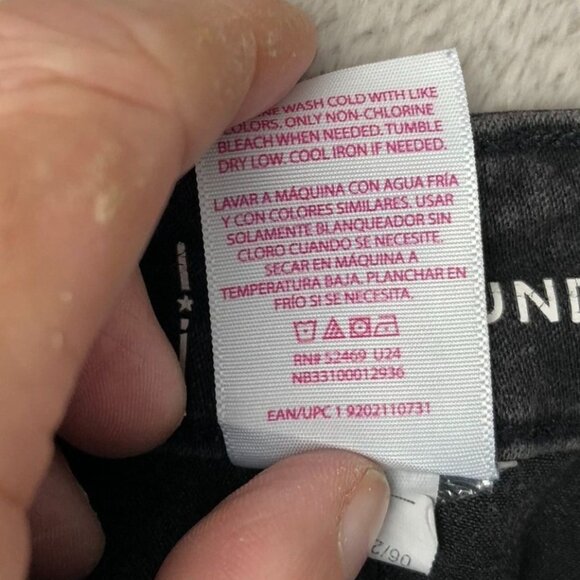 WASH COLD WITH LIKE
COLORS, ONLY NON-CHLORINE
BLEACH WHEN NEEDED. TUMBLE
DRY LOW. COOL IRON IF NEEDED.
LAVAR A MÁQUINA CON AGUA FRÍA
Y CON COLORES SIMILARES. USAR
SOLAMENTE BLANQUEADOR SIN
CLORO CUANDO SE NECESITE.
SECAR EN MÁQUINA A
TEMPERATURA BAJA. PLANCHAR EN
FRÍO SI SE NECESITA.
RN# 52469 U24
NB33100012936
EAN/UPC 1 9202110731
UND
06/2